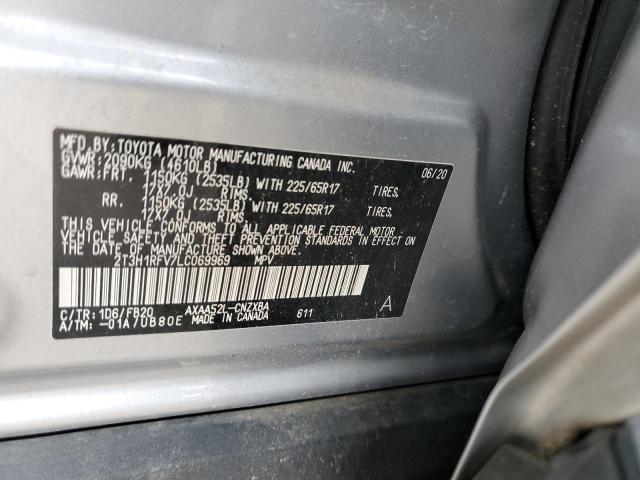 MFD.BY:TOYOTA MOTOR MANUFACTURING CANADA INC.
GVWR:2090KG (4610LB) 06/20
GAWR:FRT. 1150KG (2535LB) WITH 225/65R17 TIRES,
17X7.0J RIMS
RR. 1150KG (2535LB) WITH 225/65R17 TIRES,
17X7.0J RIMS
THIS VEHICLE CONFORMS TO ALL APPLICABLE FEDERAL MOTOR
VEHICLE SAFETY AND THEFT PREVENTION STANDARDS IN EFFECT ON
THE DATE OF MANUFACTURE SHOWN ABOVE.
2T3H1RFV7LC069969 MPV
C/TR:1D6/FB20 AXAA52L-CNZXBA A
A/TM:-01A/UB80E MADE IN CANADA 611